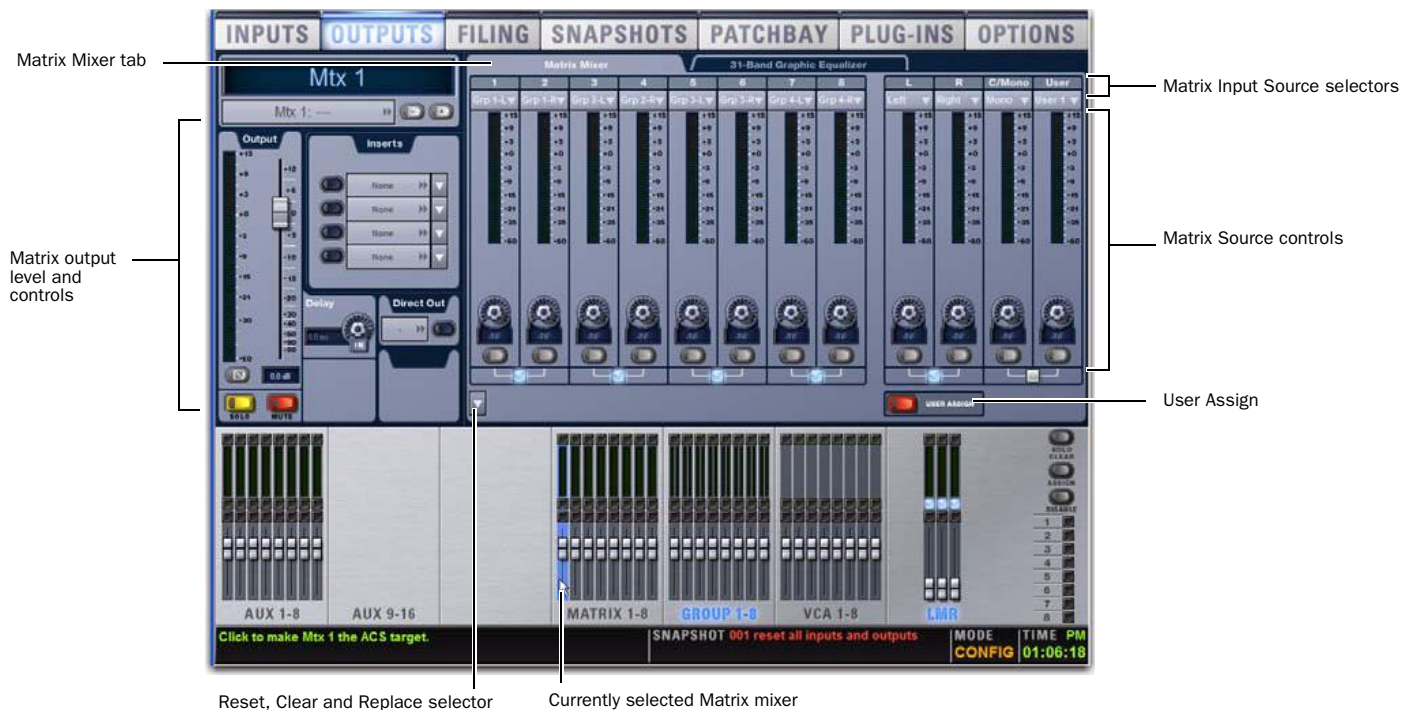 INPUTS OUTPUTS FILING SNAPSHOTS PATCHBAY PLUG-INS OPTIONS
Matrix Mixer tab
Matrix Mixer
31-Band Graphic Equalizer
Mtx 1
1 2 3 4 5 6 7 8 L R C/Mono User
Matrix Input Source selectors
Grp 1-L Grp 1-R Grp 2-L Grp 2-R Grp 3-L Grp 3-R Grp 4-L Grp 4-R Left Right Mono User 1
Mtx 1: ---
Output
Inserts
None
None
None
None
Matrix Source controls
Matrix output
level and
controls
Delay
Direct Out
IN
0.0 dB
SOLO MUTE
USER ASSIGN
User Assign
SOLO
CLEAR
ASSIGN
DISABLE
1
2
3
4
5
6
7
8
AUX 1-8 AUX 9-16 MATRIX 1-8 GROUP 1-8 VCA 1-8 LMR
Click to make Mtx 1 the ACS target.
SNAPSHOT 001 reset all inputs and outputs
MODE
CONFIG
TIME PM
01:06:18
Reset, Clear and Replace selector
Currently selected Matrix mixer